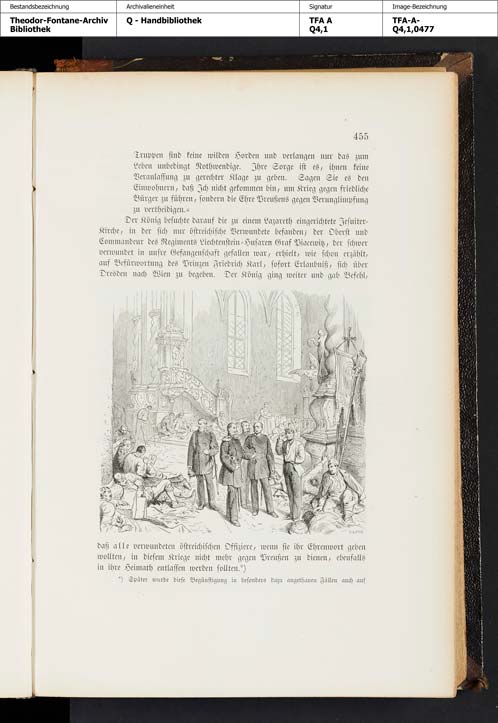 Bestandsbezeichnung Archivalieneinheit Signatur Image-Bezeichnung
Theodor-Fontane-Archiv Q - Handbibliothek TFA A TFA-A-
Bibliothek Q4,1 Q4,1,0477
455
Truppen sind keine wilden Horden und verlangen nur das zum
Leben unbedingt Nothwendige. Ihre Sorge ist es, ihnen keine
Veranlassung zu gerechter Klage zu geben. Sagen Sie es den
Einwohnern, daß Ich nicht gekommen bin, um Krieg gegen friedliche
Bürger zu führen, sondern die Ehre Preußens gegen Verunglimpfung
zu vertheidigen.«
Der König besuchte darauf die zu einem Lazareth eingerichtete Jesuiter-
Kirche, in der sich nur östreichische Verwundete befanden; der Oberst und
Commandeur des Regiments Liechtenstein-Husaren Graf, der schwer
verwundet in unsre Gefangenschaft gefallen war, erhielt, wie schon erzählt,
auf Befürwortung des Prinzen Friedrich Karl, sofort Erlaubniß, sich über
Dresden nach Wien zu begeben. Der König ging weiter und gab Befehl,
daß alle verwundeten östreichischen Offiziere, wenn sie ihr Ehrenwort geben
wollten, in diesem Kriege nicht mehr gegen Preußen zu dienen, ebenfalls
in ihre Heimath entlassen werden sollten.*)
*) Später wurde diese Begünstigung in besonders dazu angethanen Fällen auch auf